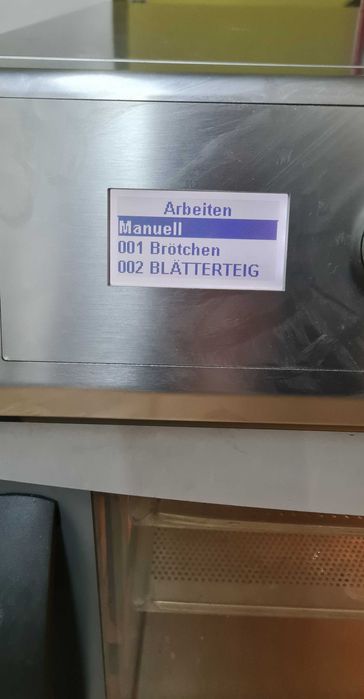 Arbeiten
Manuell
001 Brötchen
002 BLÄTTERTEIG